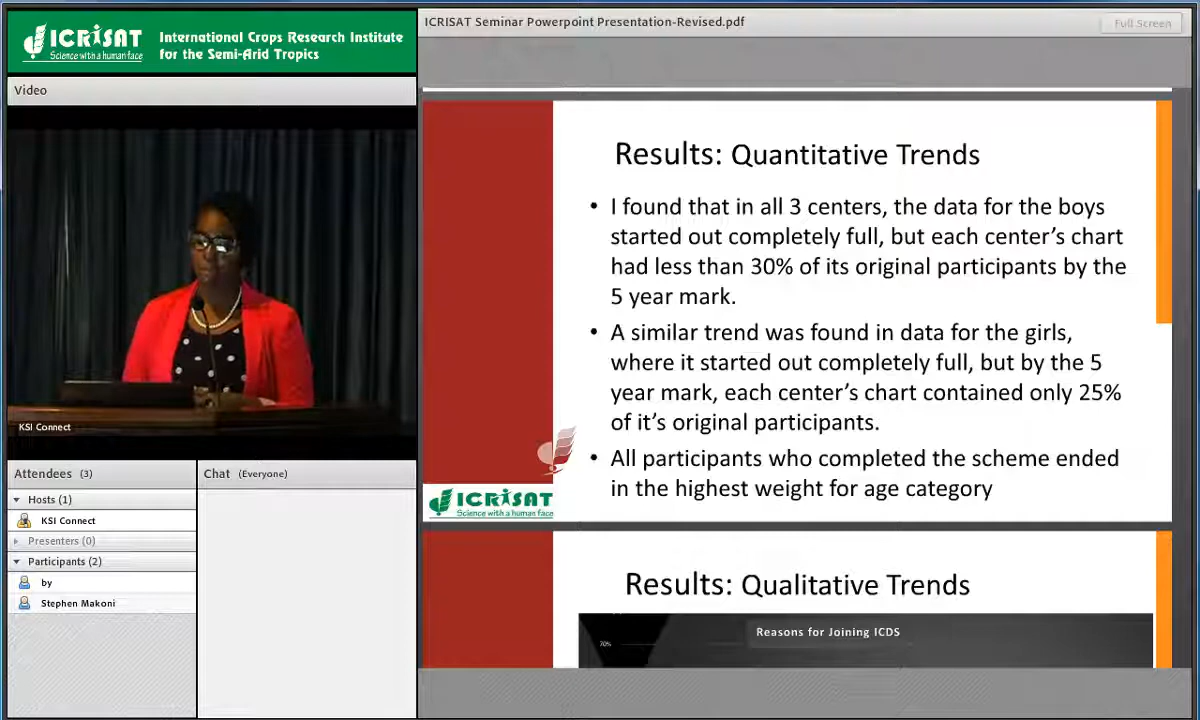 ICRISAT
Science with a human face
International Crops Research Institute
for the Semi-Arid Tropics
Video
KSI Connect
Attendees (3)
Hosts (1)
KSI Connect
Presenters (0)
Participants (2)
by
Stephen Makoni
Chat (Everyone)
ICRISAT Seminar Powerpoint Presentation-Revised.pdf
Full Screen
Results: Quantitative Trends
• I found that in all 3 centers, the data for the boys
started out completely full, but each center's chart
had less than 30% of its original participants by the
5 year mark.
• A similar trend was found in data for the girls,
where it started out completely full, but by the 5
year mark, each center's chart contained only 25%
of it's original participants.
• All participants who completed the scheme ended
in the highest weight for age category
ICRISAT
Science with a human face
Results: Qualitative Trends
Reasons for Joining ICDS
70%